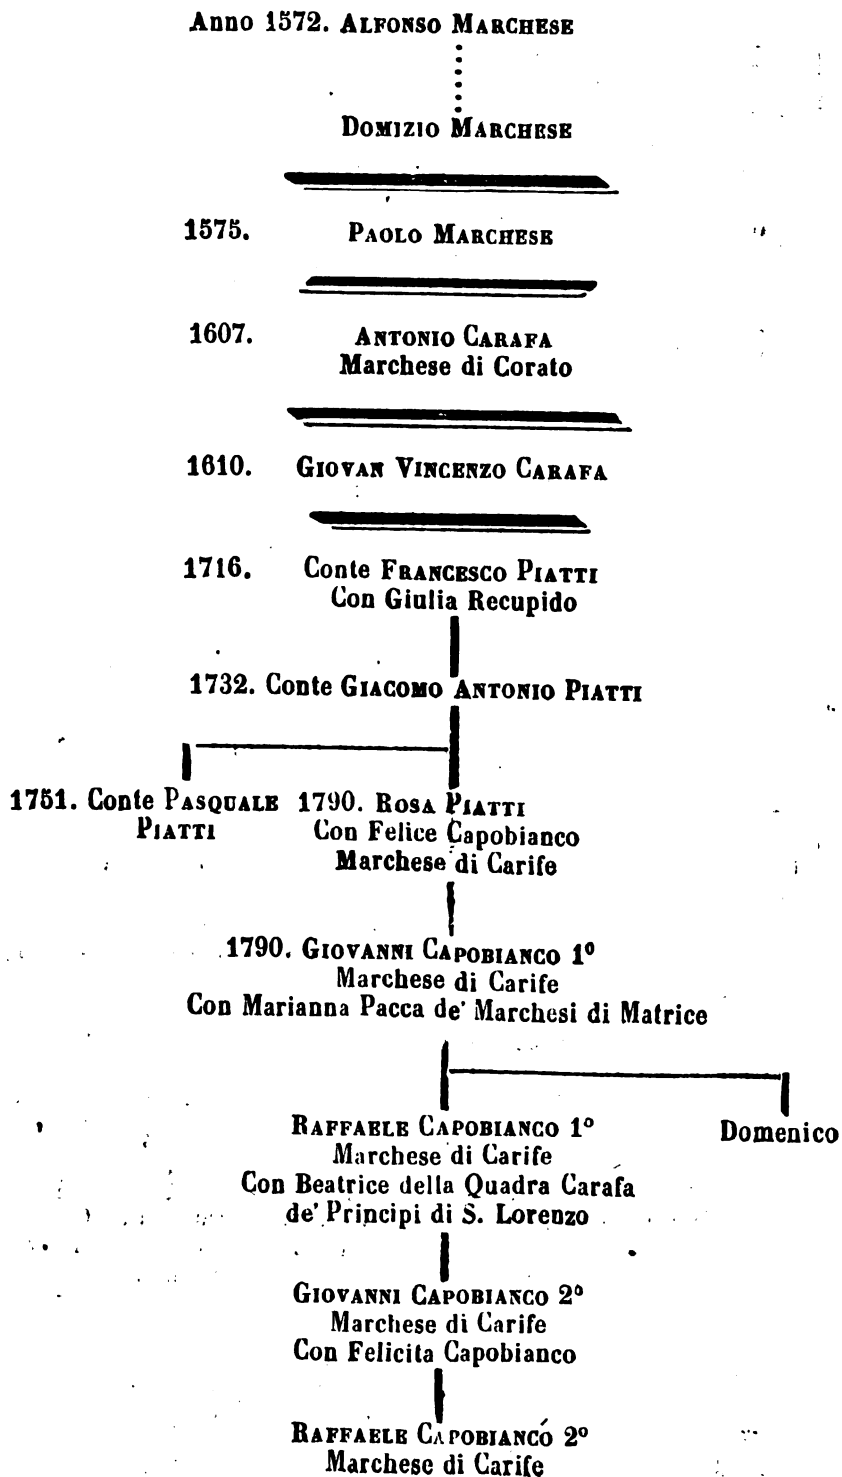 Anno 1572. ALFONSO MARCHESE
DOMIZIO MARCHESE
1575. PAOLO MARCHESE
1607. ANTONIO CARAFA
Marchese di Corato
1610. GIOVAN VINCENZO CARAFA
1716. Conte FRANCESCO PIATTI
Con Giulia Recupido
1732. Conte GIACOMO ANTONIO PIATTI
1751. Conte PASQUALE
PIATTI
1790. ROSA PIATTI
Con Felice Capobianco
Marchese di Carife
1790. GIOVANNI CAPOBIANCO 1º
Marchese di Carife
Con Marianna Pacca de' Marchesi di Matrice
RAFFAELE CAPOBIANCO 1º
Marchese di Carife
Con Beatrice della Quadra Carafa
de' Principi di S. Lorenzo
Domenico
GIOVANNI CAPOBIANCO 2º
Marchese di Carife
Con Felicita Capobianco
RAFFAELE CAPOBIANCO 2º
Marchese di Carife